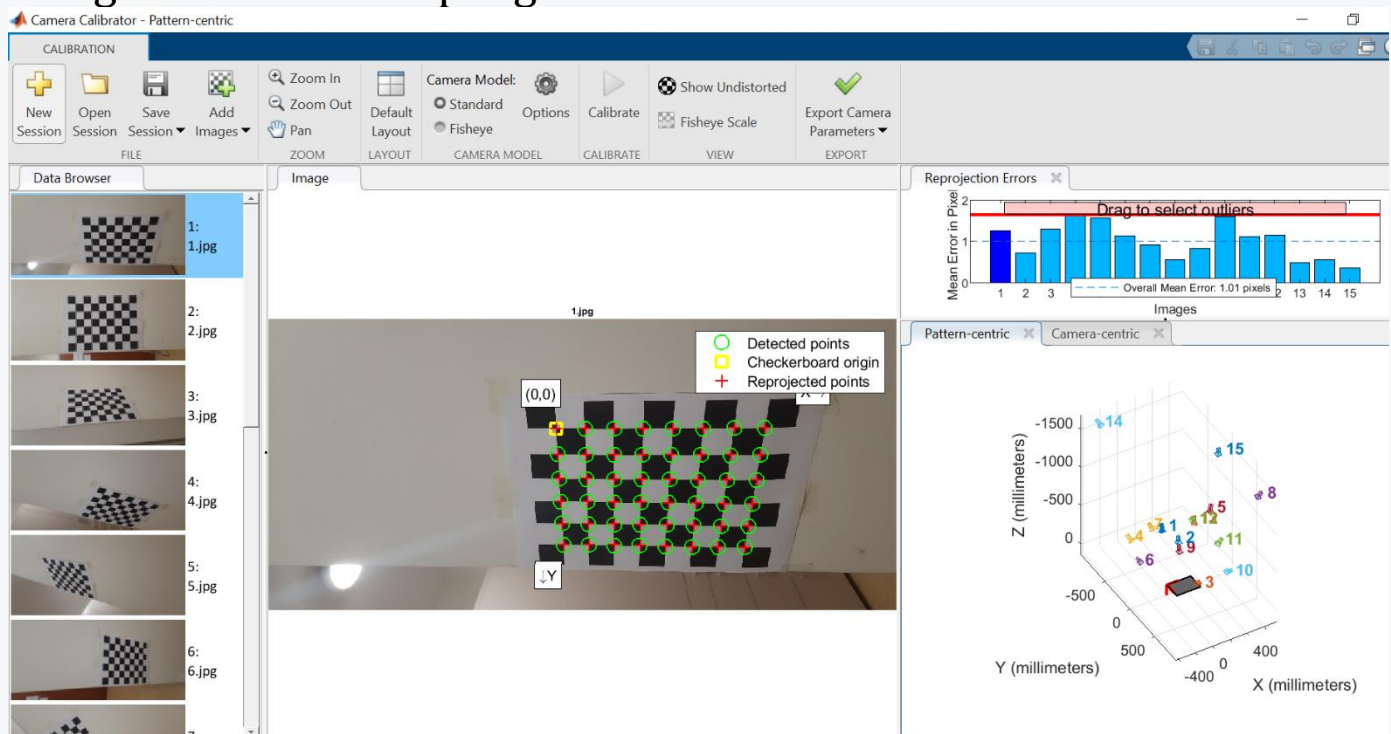 Camera Calibrator - Pattern-centric
CALIBRATION
New Session
Open Session
Save Session
Add Images
FILE
Zoom In
Zoom Out
Pan
ZOOM
Default Layout
LAYOUT
Camera Model:
Standard
Fisheye
Options
CAMERA MODEL
Calibrate
CALIBRATE
Show Undistorted
Fisheye Scale
VIEW
Export Camera Parameters
EXPORT
Data Browser
1:
1.jpg
2:
2.jpg
3:
3.jpg
4:
4.jpg
5:
5.jpg
6:
6.jpg
Image
1.jpg
Detected points
Checkerboard origin
Reprojected points
(0,0)
↓Y
Reprojection Errors
Mean Error in Pixel
2
1
0
Drag to select outliers
Overall Mean Error: 1.01 pixels
1 2 3 2 13 14 15
Images
Pattern-centric
Camera-centric
Z (millimeters)
-1500
-1000
-500
0
14
15
8
5
7
1
12
4
2
11
9
6
10
3
-500
0
500
Y (millimeters)
-400
0
400
X (millimeters)